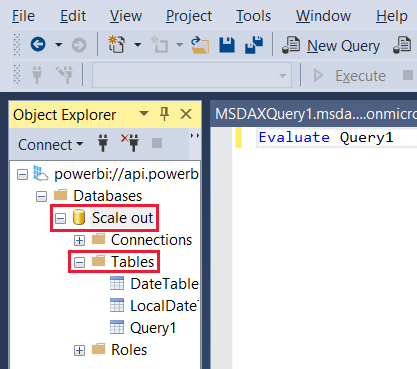 File Edit View Project Tools Window Help
New Query
Execute
Object Explorer
MSDAXQuery1.msda....onmicro
Connect
Evaluate Query1
powerbi://api.powerb
Databases
Scale out
Connections
Tables
DateTable
LocalDateT
Query1
Roles